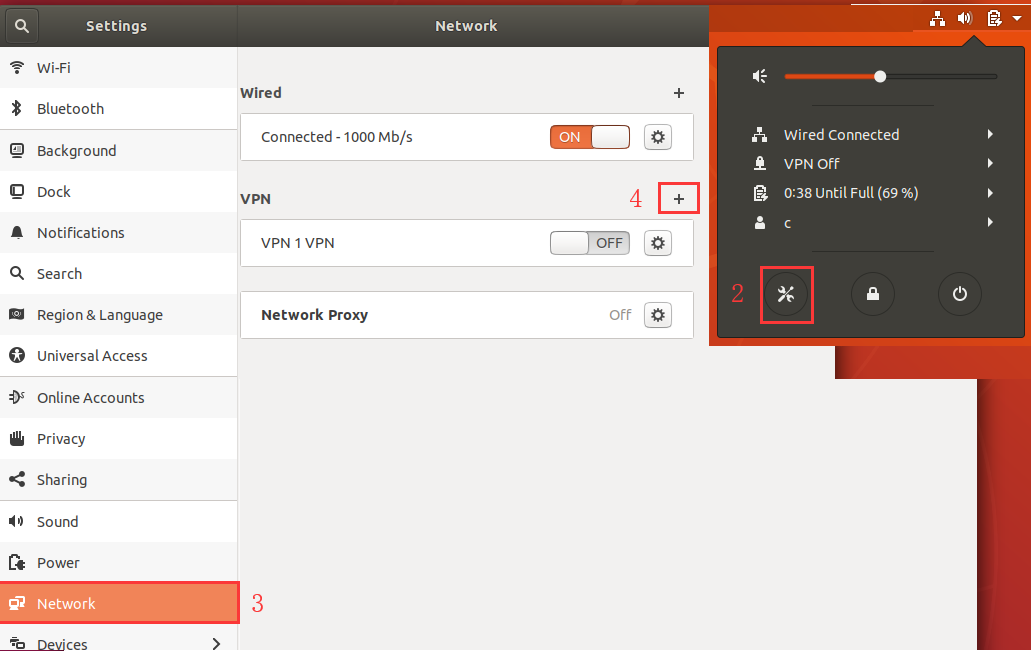 Settings
Network
Wi-Fi
Bluetooth
Background
Dock
Notifications
Search
Region & Language
Universal Access
Online Accounts
Privacy
Sharing
Sound
Power
Network
3
Devices
Wired
Connected - 1000 Mb/s
ON
VPN
4
VPN 1 VPN
OFF
Network Proxy
Off
Wired Connected
VPN Off
0:38 Until Full (69 %)
c
2